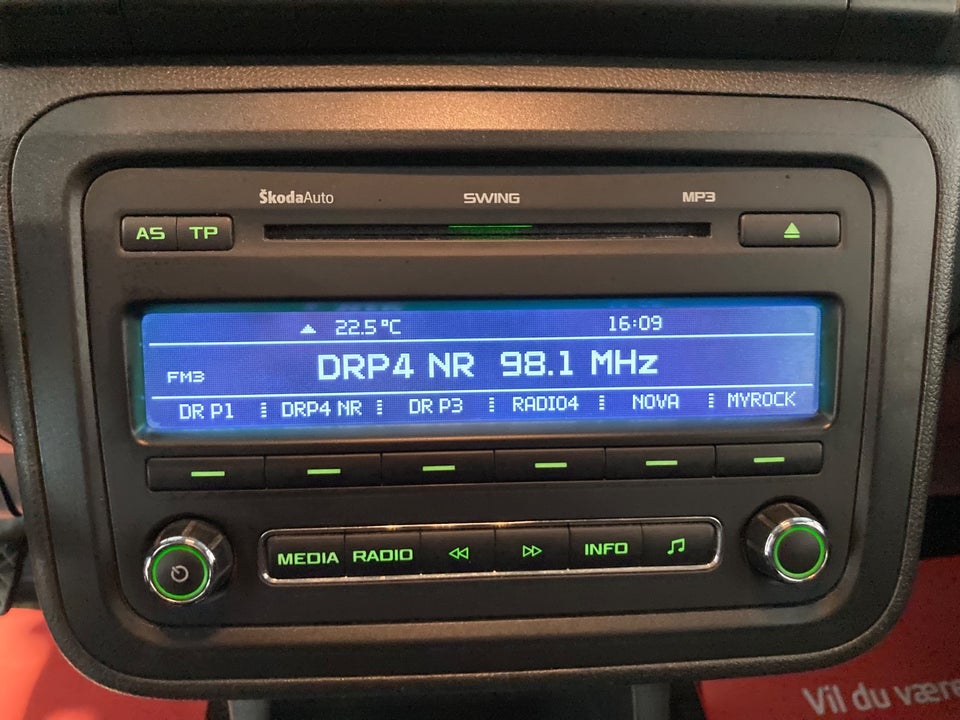 ŠkodaAuto SWING MP3
AS TP
22.5°C 16:09
DRP4 NR 98.1 MHz
FM3
DR P1 DRP4 NR DR P3 RADIO4 NOVA MYROCK
MEDIA RADIO INFO
Vil du være